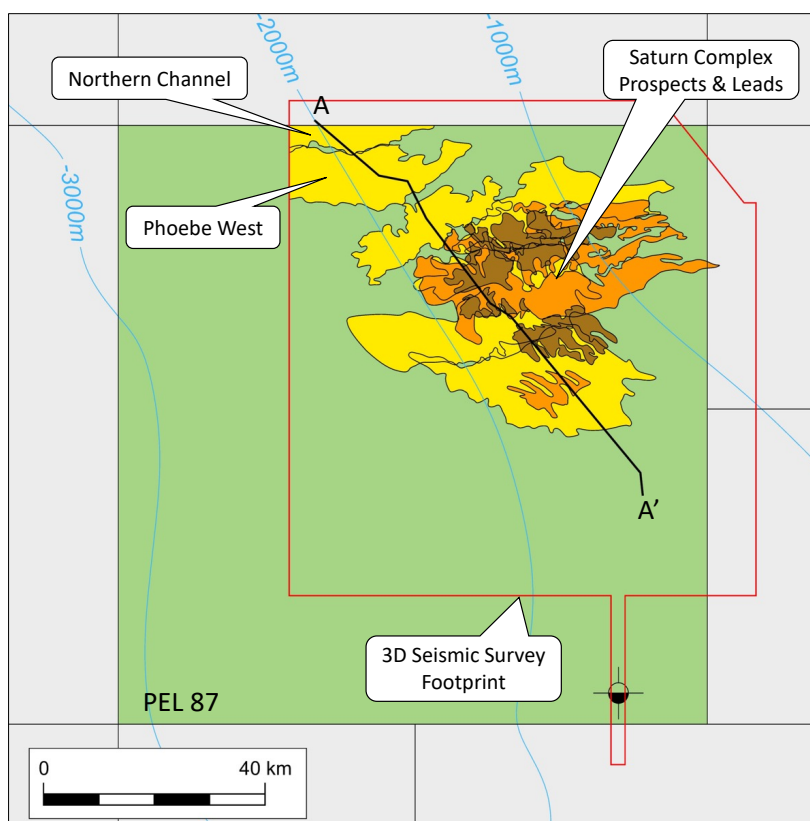 -2000m
-1000m
Northern Channel
Saturn Complex
Prospects & Leads
A
-3000m
Phoebe West
A’
3D Seismic Survey
Footprint
PEL 87
0
40 km